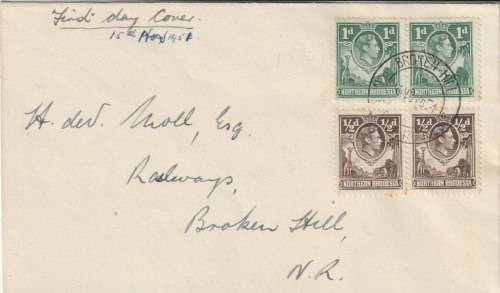 First day Cover.
15th Nov 1951
H. deV. Moll, Esq.
Railways,
Broken Hill,
N.R.
1d 1d
NORTHERN RHODESIA NORTHERN RHODESIA
BROKEN HILL
½d ½d
NORTHERN RHODESIA NORTHERN RHODESIA